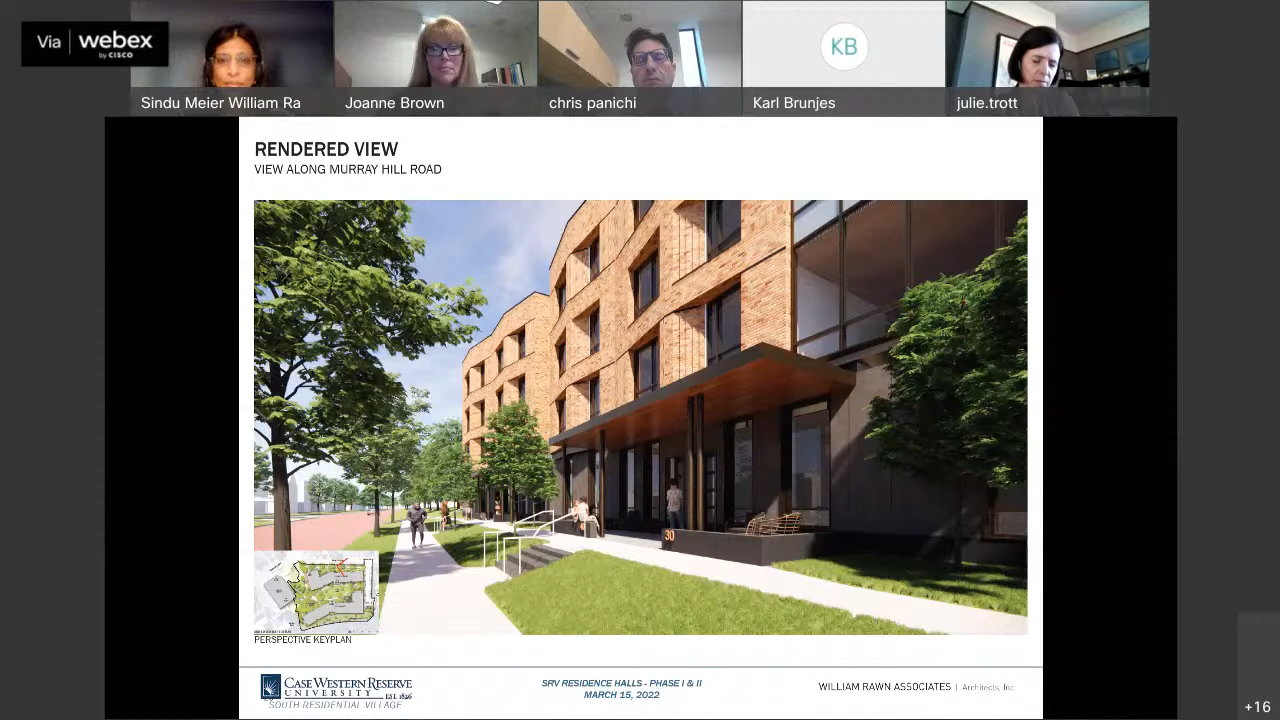 Via webex
by CISCO
Sindu Meier William Ra
Joanne Brown
chris panichi
KB
Karl Brunjes
julie.trott
RENDERED VIEW
VIEW ALONG MURRAY HILL ROAD
30
PERSPECTIVE KEYPLAN
CASE WESTERN RESERVE
UNIVERSITY EST. 1826
SOUTH RESIDENTIAL VILLAGE
SRV RESIDENCE HALLS - PHASE I & II
MARCH 15, 2022
WILLIAM RAWN ASSOCIATES | Architects, Inc.
+16